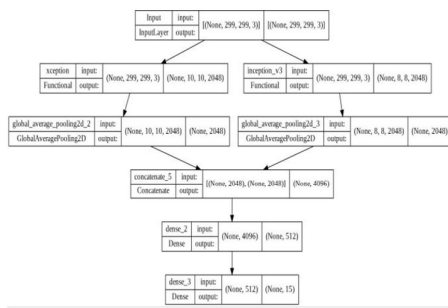 Input input: [(None, 299, 299, 3)] [(None, 299, 299, 3)]
InputLayer output:
xception input: (None, 299, 299, 3) (None, 10, 10, 2048)
Functional output:
inception_v3 input: (None, 299, 299, 3) (None, 8, 8, 2048)
Functional output:
global_average_pooling2d_2 input: (None, 10, 10, 2048) (None, 2048)
GlobalAveragePooling2D output:
global_average_pooling2d_3 input: (None, 8, 8, 2048) (None, 2048)
GlobalAveragePooling2D output:
concatenate_5 input: [(None, 2048), (None, 2048)] (None, 4096)
Concatenate output:
dense_2 input: (None, 4096) (None, 512)
Dense output:
dense_3 input: (None, 512) (None, 15)
Dense output: